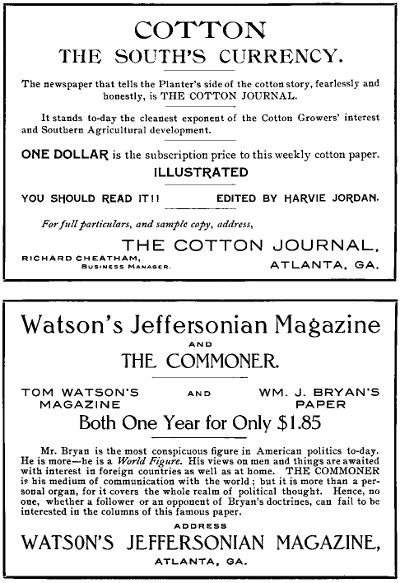 COTTON
THE SOUTH'S CURRENCY.
The newspaper that tells the Planter's side of the cotton story, fearlessly and
honestly, is THE COTTON JOURNAL.
It stands to-day the cleanest exponent of the Cotton Growers' interest
and Southern Agricultural development.
ONE DOLLAR is the subscription price to this weekly cotton paper.
ILLUSTRATED
YOU SHOULD READ IT!! EDITED BY HARVIE JORDAN.
For full particulars, and sample copy, address,
THE COTTON JOURNAL,
RICHARD CHEATHAM,
BUSINESS MANAGER.
ATLANTA, GA.
Watson's Jeffersonian Magazine
AND
THE COMMONER.
TOM WATSON'S AND WM. J. BRYAN'S
MAGAZINE PAPER
Both One Year for Only $1.85
Mr. Bryan is the most conspicuous figure in American politics to-day.
He is more—he is a World Figure. His views on men and things are awaited
with interest in foreign countries as well as at home. THE COMMONER
is his medium of communication with the world; but it is more than a per-
sonal organ, for it covers the whole realm of political thought. Hence, no
one, whether a follower or an opponent of Bryan's doctrines, can fail to be
interested in the columns of this famous paper.
ADDRESS
WATSON'S JEFFERSONIAN MAGAZINE,
ATLANTA, GA.